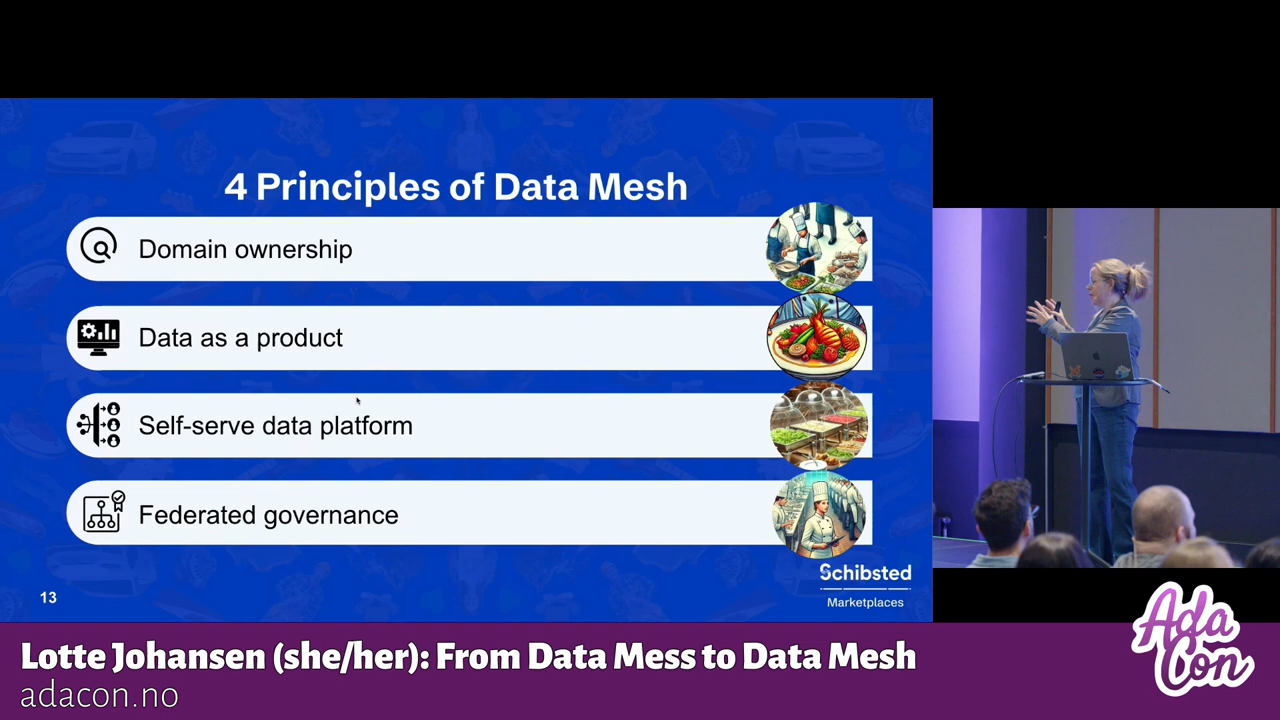 4 Principles of Data Mesh
Domain ownership
Data as a product
Self-serve data platform
Federated governance
13
Schibsted
Marketplaces
Lotte Johansen (she/her): From Data Mess to Data Mesh
adacon.no
Ada
Con